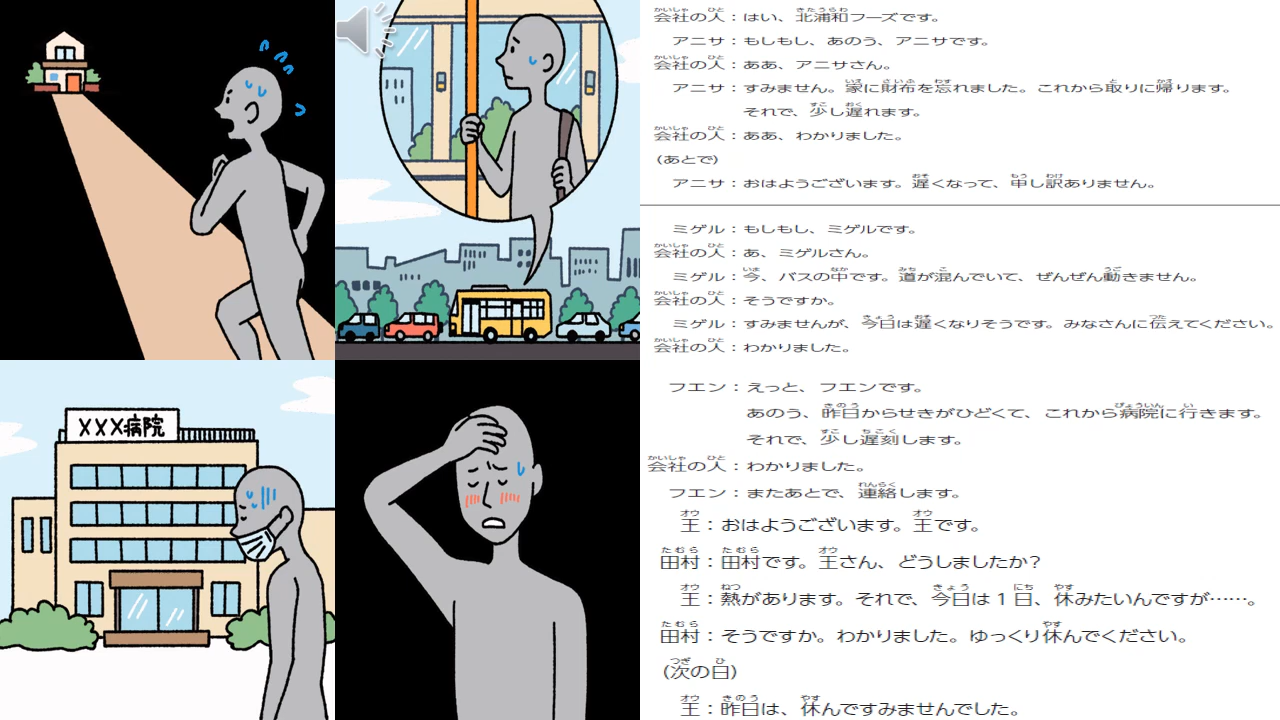 XXX病院
会社の人：はい、北浦和フーズです。
アニサ：もしもし、あのう、アニサです。
会社の人：ああ、アニサさん。
アニサ：すみません。家に財布を忘れました。これから取りに帰ります。
それで、少し遅れます。
会社の人：ああ、わかりました。
(あとで)
アニサ：おはようございます。遅くなって、申し訳ありません。
ミゲル：もしもし、ミゲルです。
会社の人：あ、ミゲルさん。
ミゲル：今、バスの中です。道が混んでいて、ぜんぜん動きません。
会社の人：そうですか。
ミゲル：すみませんが、今日は遅くなりそうです。みなさんに伝えてください。
会社の人：わかりました。
フエン：えっと、フエンです。
あのう、昨日からせきがひどくて、これから病院に行きます。
それで、少し遅刻します。
会社の人：わかりました。
フエン：またあとで、連絡します。
王：おはようございます。王です。
田村：田村です。王さん、どうしましたか？
王：熱があります。それで、今日は1日、休みたいんですが……。
田村：そうですか。わかりました。ゆっくり休んでください。
(次の日)
王：昨日は、休んですみませんでした。